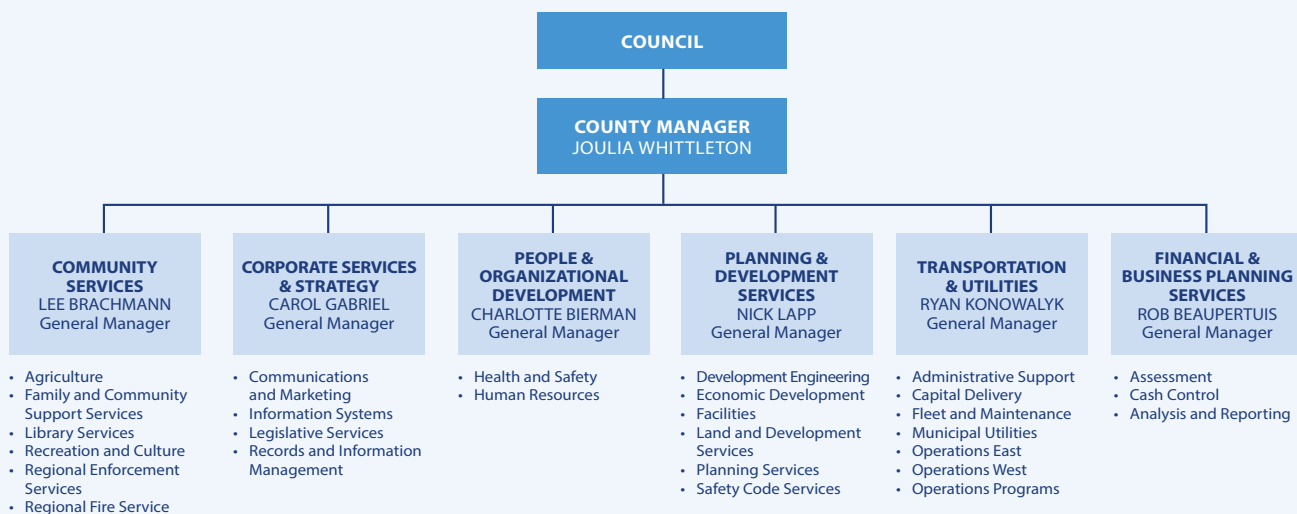 COUNCIL
COUNTY MANAGER
JOULIA WHITTLETON
COMMUNITY
SERVICES
LEE BRACHMANN
General Manager
• Agriculture
• Family and Community
Support Services
• Library Services
• Recreation and Culture
• Regional Enforcement
Services
• Regional Fire Service
CORPORATE SERVICES
& STRATEGY
CAROL GABRIEL
General Manager
• Communications
and Marketing
• Information Systems
• Legislative Services
• Records and Information
Management
PEOPLE &
ORGANIZATIONAL
DEVELOPMENT
CHARLOTTE BIERMAN
General Manager
• Health and Safety
• Human Resources
PLANNING &
DEVELOPMENT
SERVICES
NICK LAPP
General Manager
• Development Engineering
• Economic Development
• Facilities
• Land and Development
Services
• Planning Services
• Safety Code Services
TRANSPORTATION
& UTILITIES
RYAN KONOWALYK
General Manager
• Administrative Support
• Capital Delivery
• Fleet and Maintenance
• Municipal Utilities
• Operations East
• Operations West
• Operations Programs
FINANCIAL &
BUSINESS PLANNING
SERVICES
ROB BEAUPERTUIS
General Manager
• Assessment
• Cash Control
• Analysis and Reporting